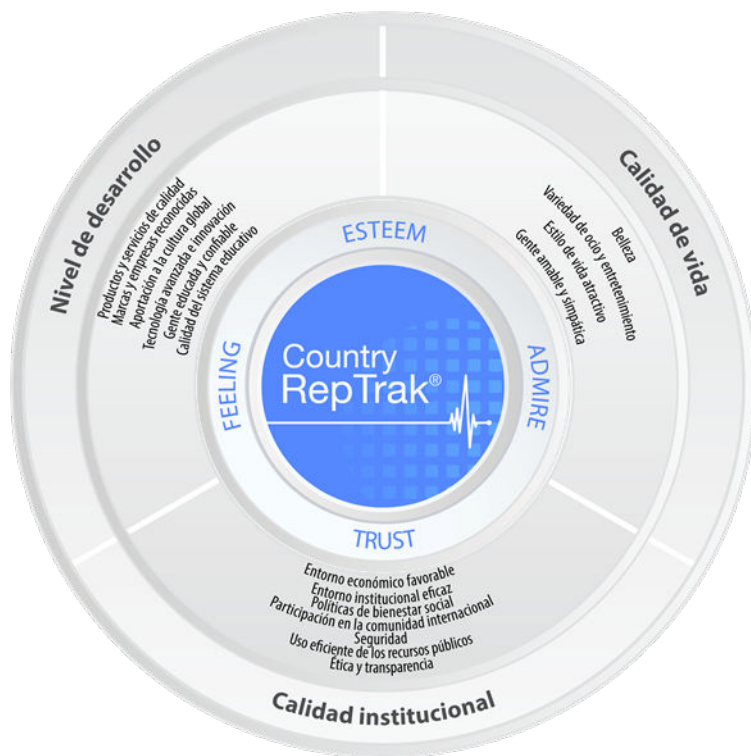 Nivel de desarrollo
Productos y servicios de calidad
Marcas y empresas reconocidas
Aportación a la cultura global
Tecnología avanzada e innovación
Gente educada y confiable
Calidad del sistema educativo
Calidad de vida
Belleza
Variedad de ocio y entretenimiento
Estilo de vida atractivo
Gente amable y simpática
ESTEEM
FEELING
ADMIRE
TRUST
Country
RepTrak®
Entorno económico favorable
Entorno institucional eficaz
Políticas de bienestar social
Participación en la comunidad internacional
Seguridad
Uso eficiente de los recursos públicos
Ética y transparencia
Calidad institucional